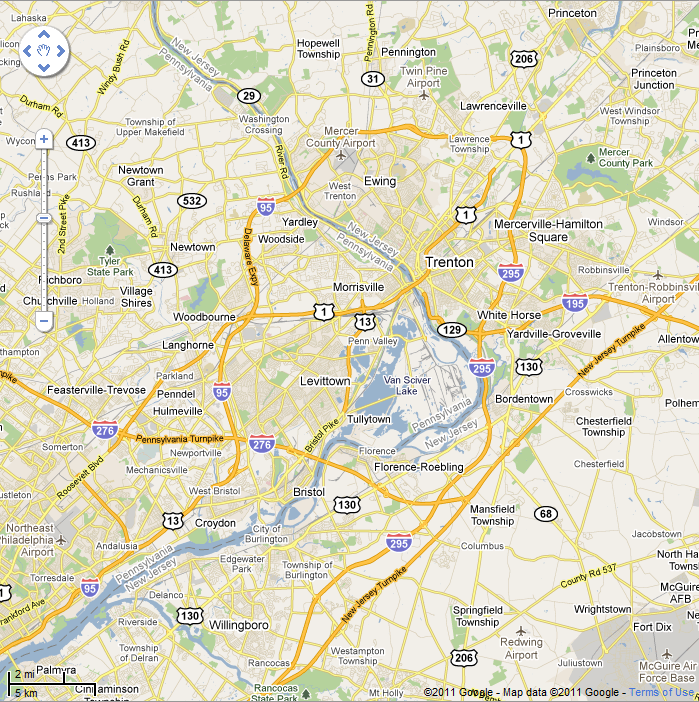 Lahaska
Princeton
Windy Bush Rd
New Jersey
Pennsylvania
Hopewell
Township
Pennington Rd
Pennington
206
Plainsboro
31
Twin Pine
Airport
Princeton
Junction
Durham Rd
29
Lawrenceville
Washington
Crossing
West Windsor
Township
Township of
Upper Makefield
Mercer
County Airport
Lawrence
Township
1
413
River Rd
Mercer
County Park
Newtown
Grant
West
Trenton
Ewing
532
95
2nd Street Pike
Durham Rd
Yardley
1
Windsor
Woodside
New Jersey
Pennsylvania
Mercerville-Hamilton
Square
Newtown
Delaware Expy
Tyler
State Park
413
Trenton
295
Robbinsville
Trenton-Robbinsville
Airport
Village
Shires
Holland
Churchville
Morrisville
195
Woodbourne
1
13
129
White Horse
Yardville-Groveville
Langhorne
Penn Valley
New Jersey Turnpike
295
130
Parkland
Feasterville-Trevose
Penndel
95
Levittown
Van Sciver
Lake
Crosswicks
Hulmeville
Bordentown
276
Bristol Pike
Tullytown
Pennsylvania
New Jersey
Chesterfield
Township
Pennsylvania Turnpike
276
Somerton
Newportville
Florence
Roosevelt Blvd
Mechanicsville
Florence-Roebling
Chesterfield
West Bristol
Bristol
130
Mansfield
Township
68
13
Croydon
Northeast
Philadelphia
Airport
City of
Burlington
Andalusia
295
Columbus
Jacobstown
Pennsylvania
New Jersey
Edgewater
Park
Township of
Burlington
Torresdale
95
County Rd 537
McGuire
AFB
Delanco
New Jersey Turnpike
Frankford Ave
130
Springfield
Township
Wrightstown
Riverside
Willingboro
Fort Dix
Redwing
Airport
Township
of Delran
Westampton
Township
206
Juliustown
McGuire Air
Force Base
Palmyra
Rancocas
2 mi
5 km
Cinnaminson
Township
Rancocas
State Park
Mt Holly
©2011 Google - Map data ©2011 Google - Terms of Use